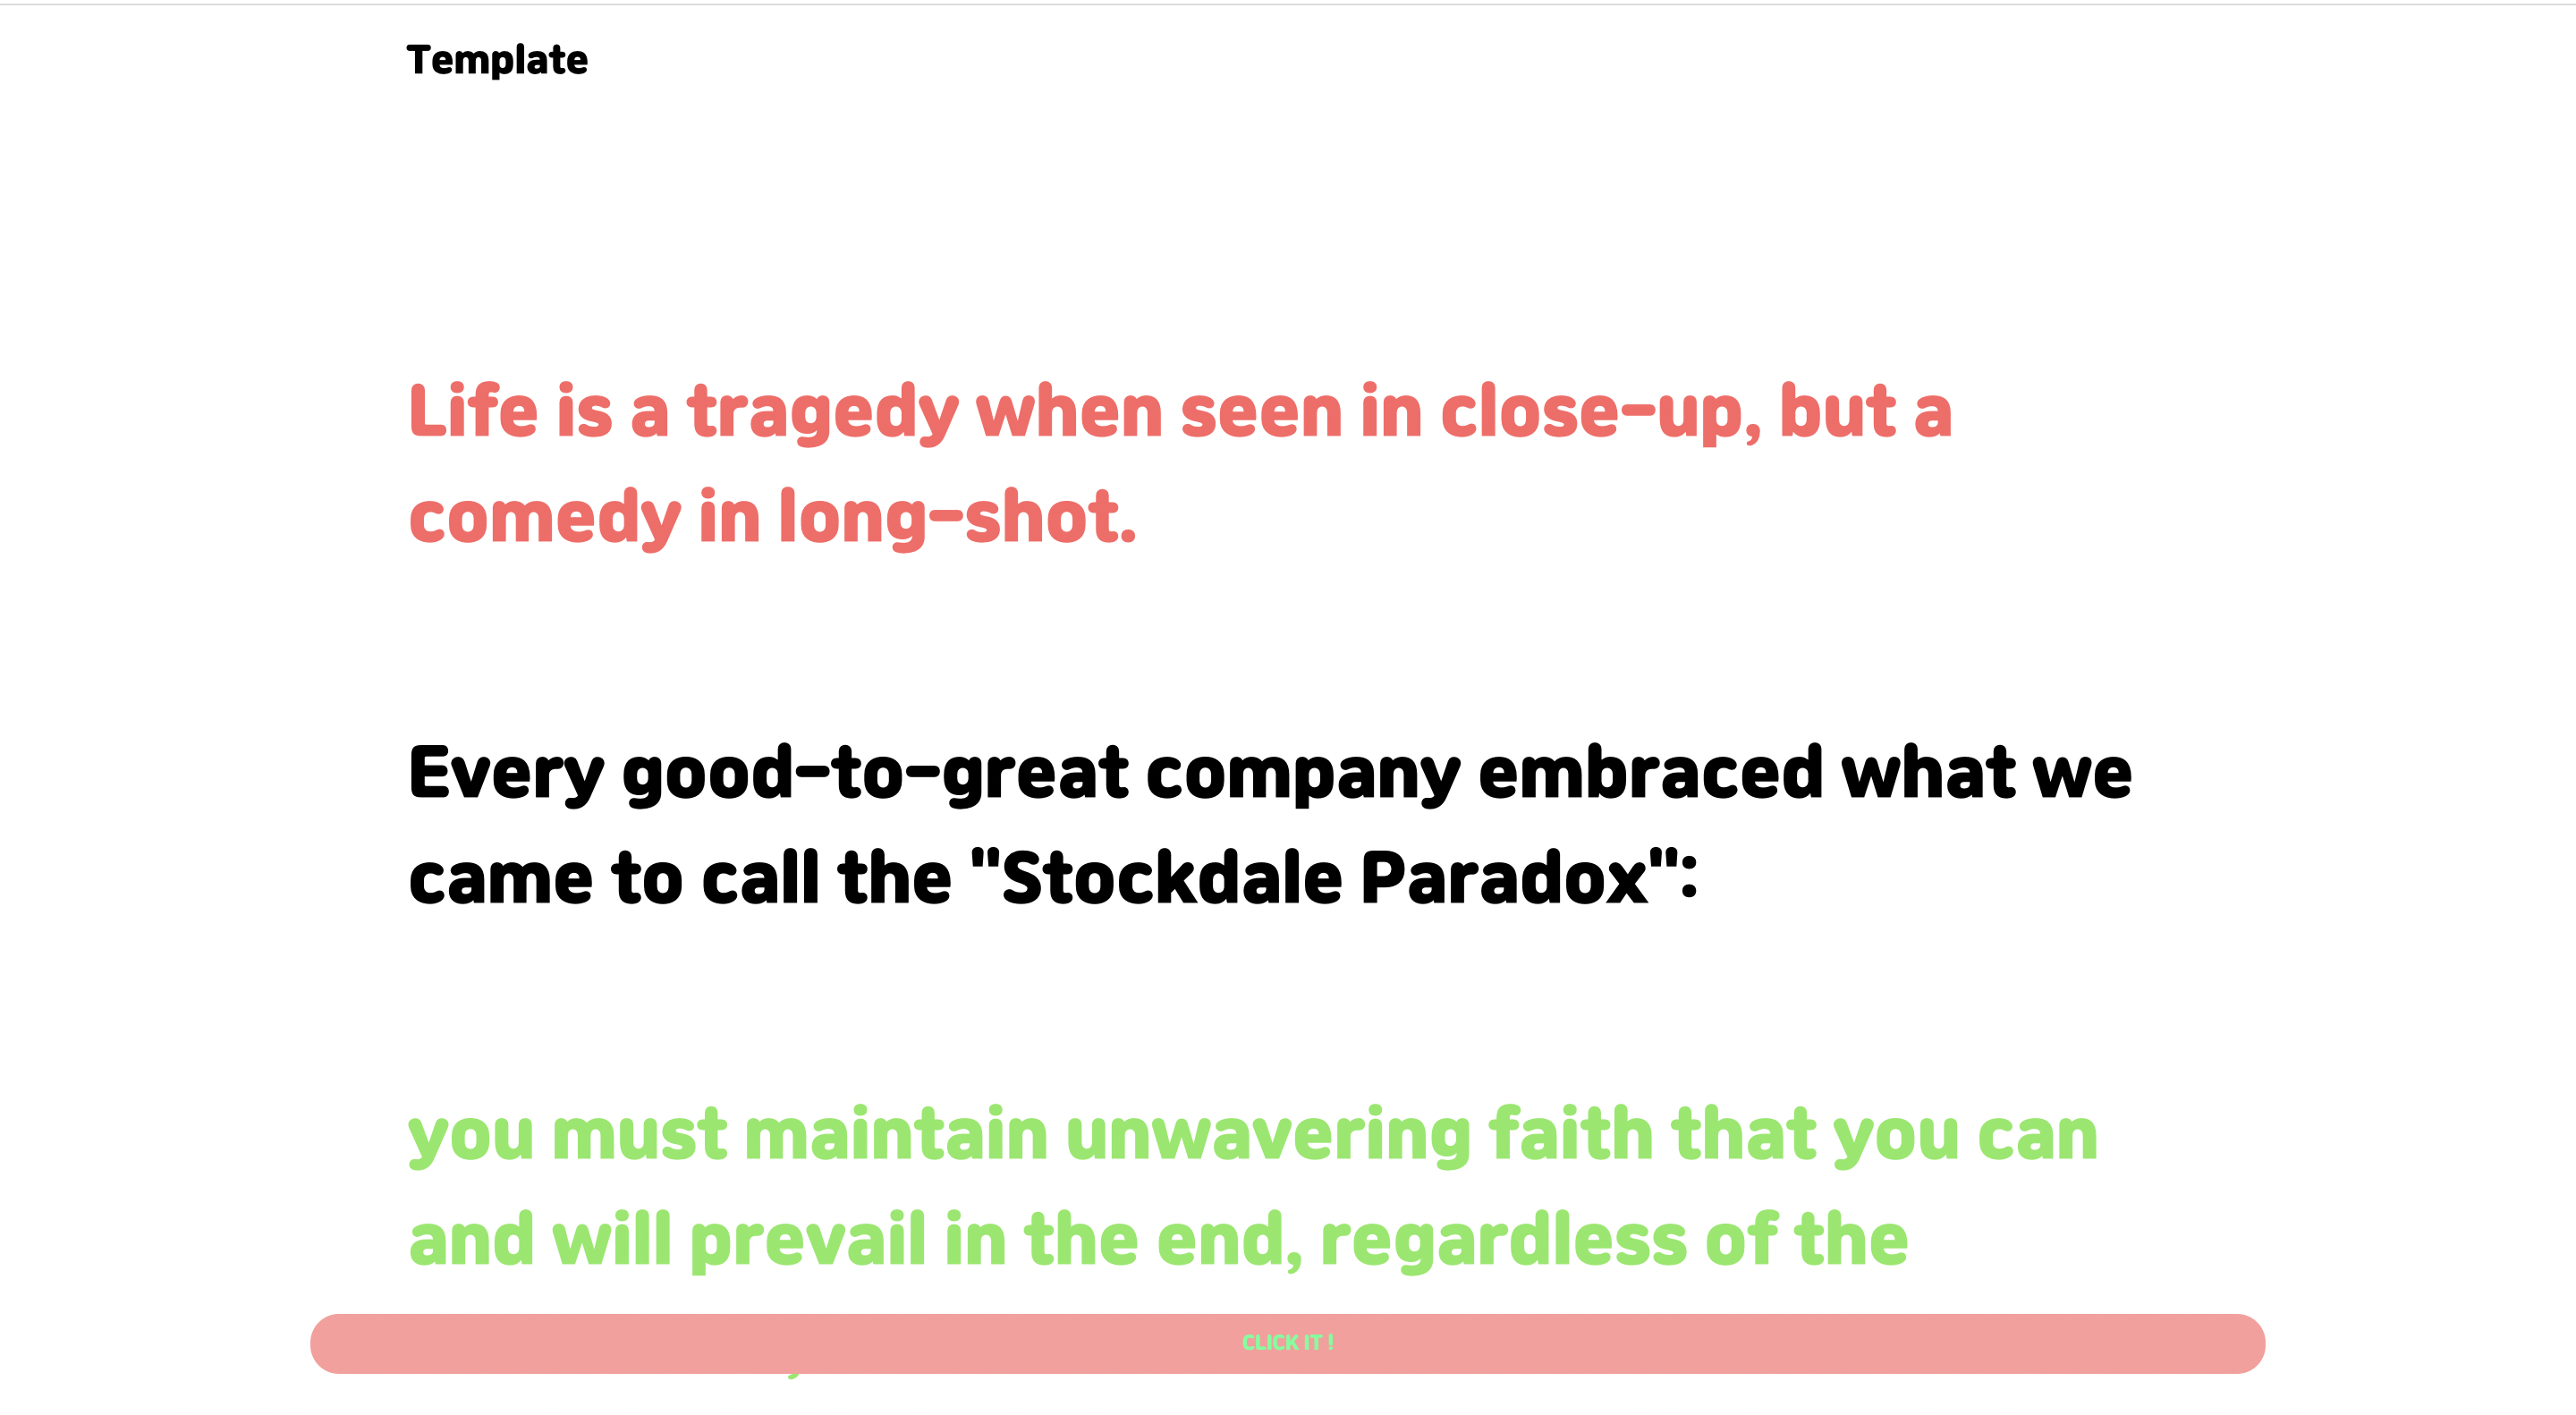 Template
Life is a tragedy when seen in close-up, but a
comedy in long-shot.
Every good-to-great company embraced what we
came to call the "Stockdale Paradox":
you must maintain unwavering faith that you can
and will prevail in the end, regardless of the
CLICK IT !